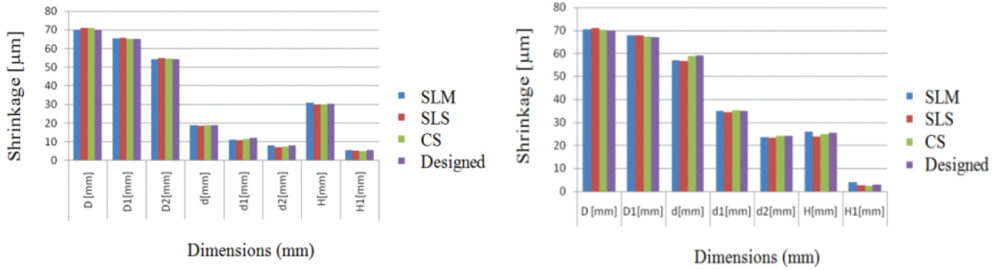 Shrinkage [µm]
80
70
60
50
40
30
20
10
0
D [mm]
D1[mm]
D2[mm]
d[mm]
d1[mm]
d2[mm]
H[mm]
H1[mm]
Dimensions (mm)
SLM
SLS
CS
Designed
Shrinkage [µm]
80
70
60
50
40
30
20
10
0
D [mm] D1[mm] d[mm] d1[mm] d2[mm] H[mm] H1[mm]
Dimensions (mm)
SLM
SLS
CS
Designed